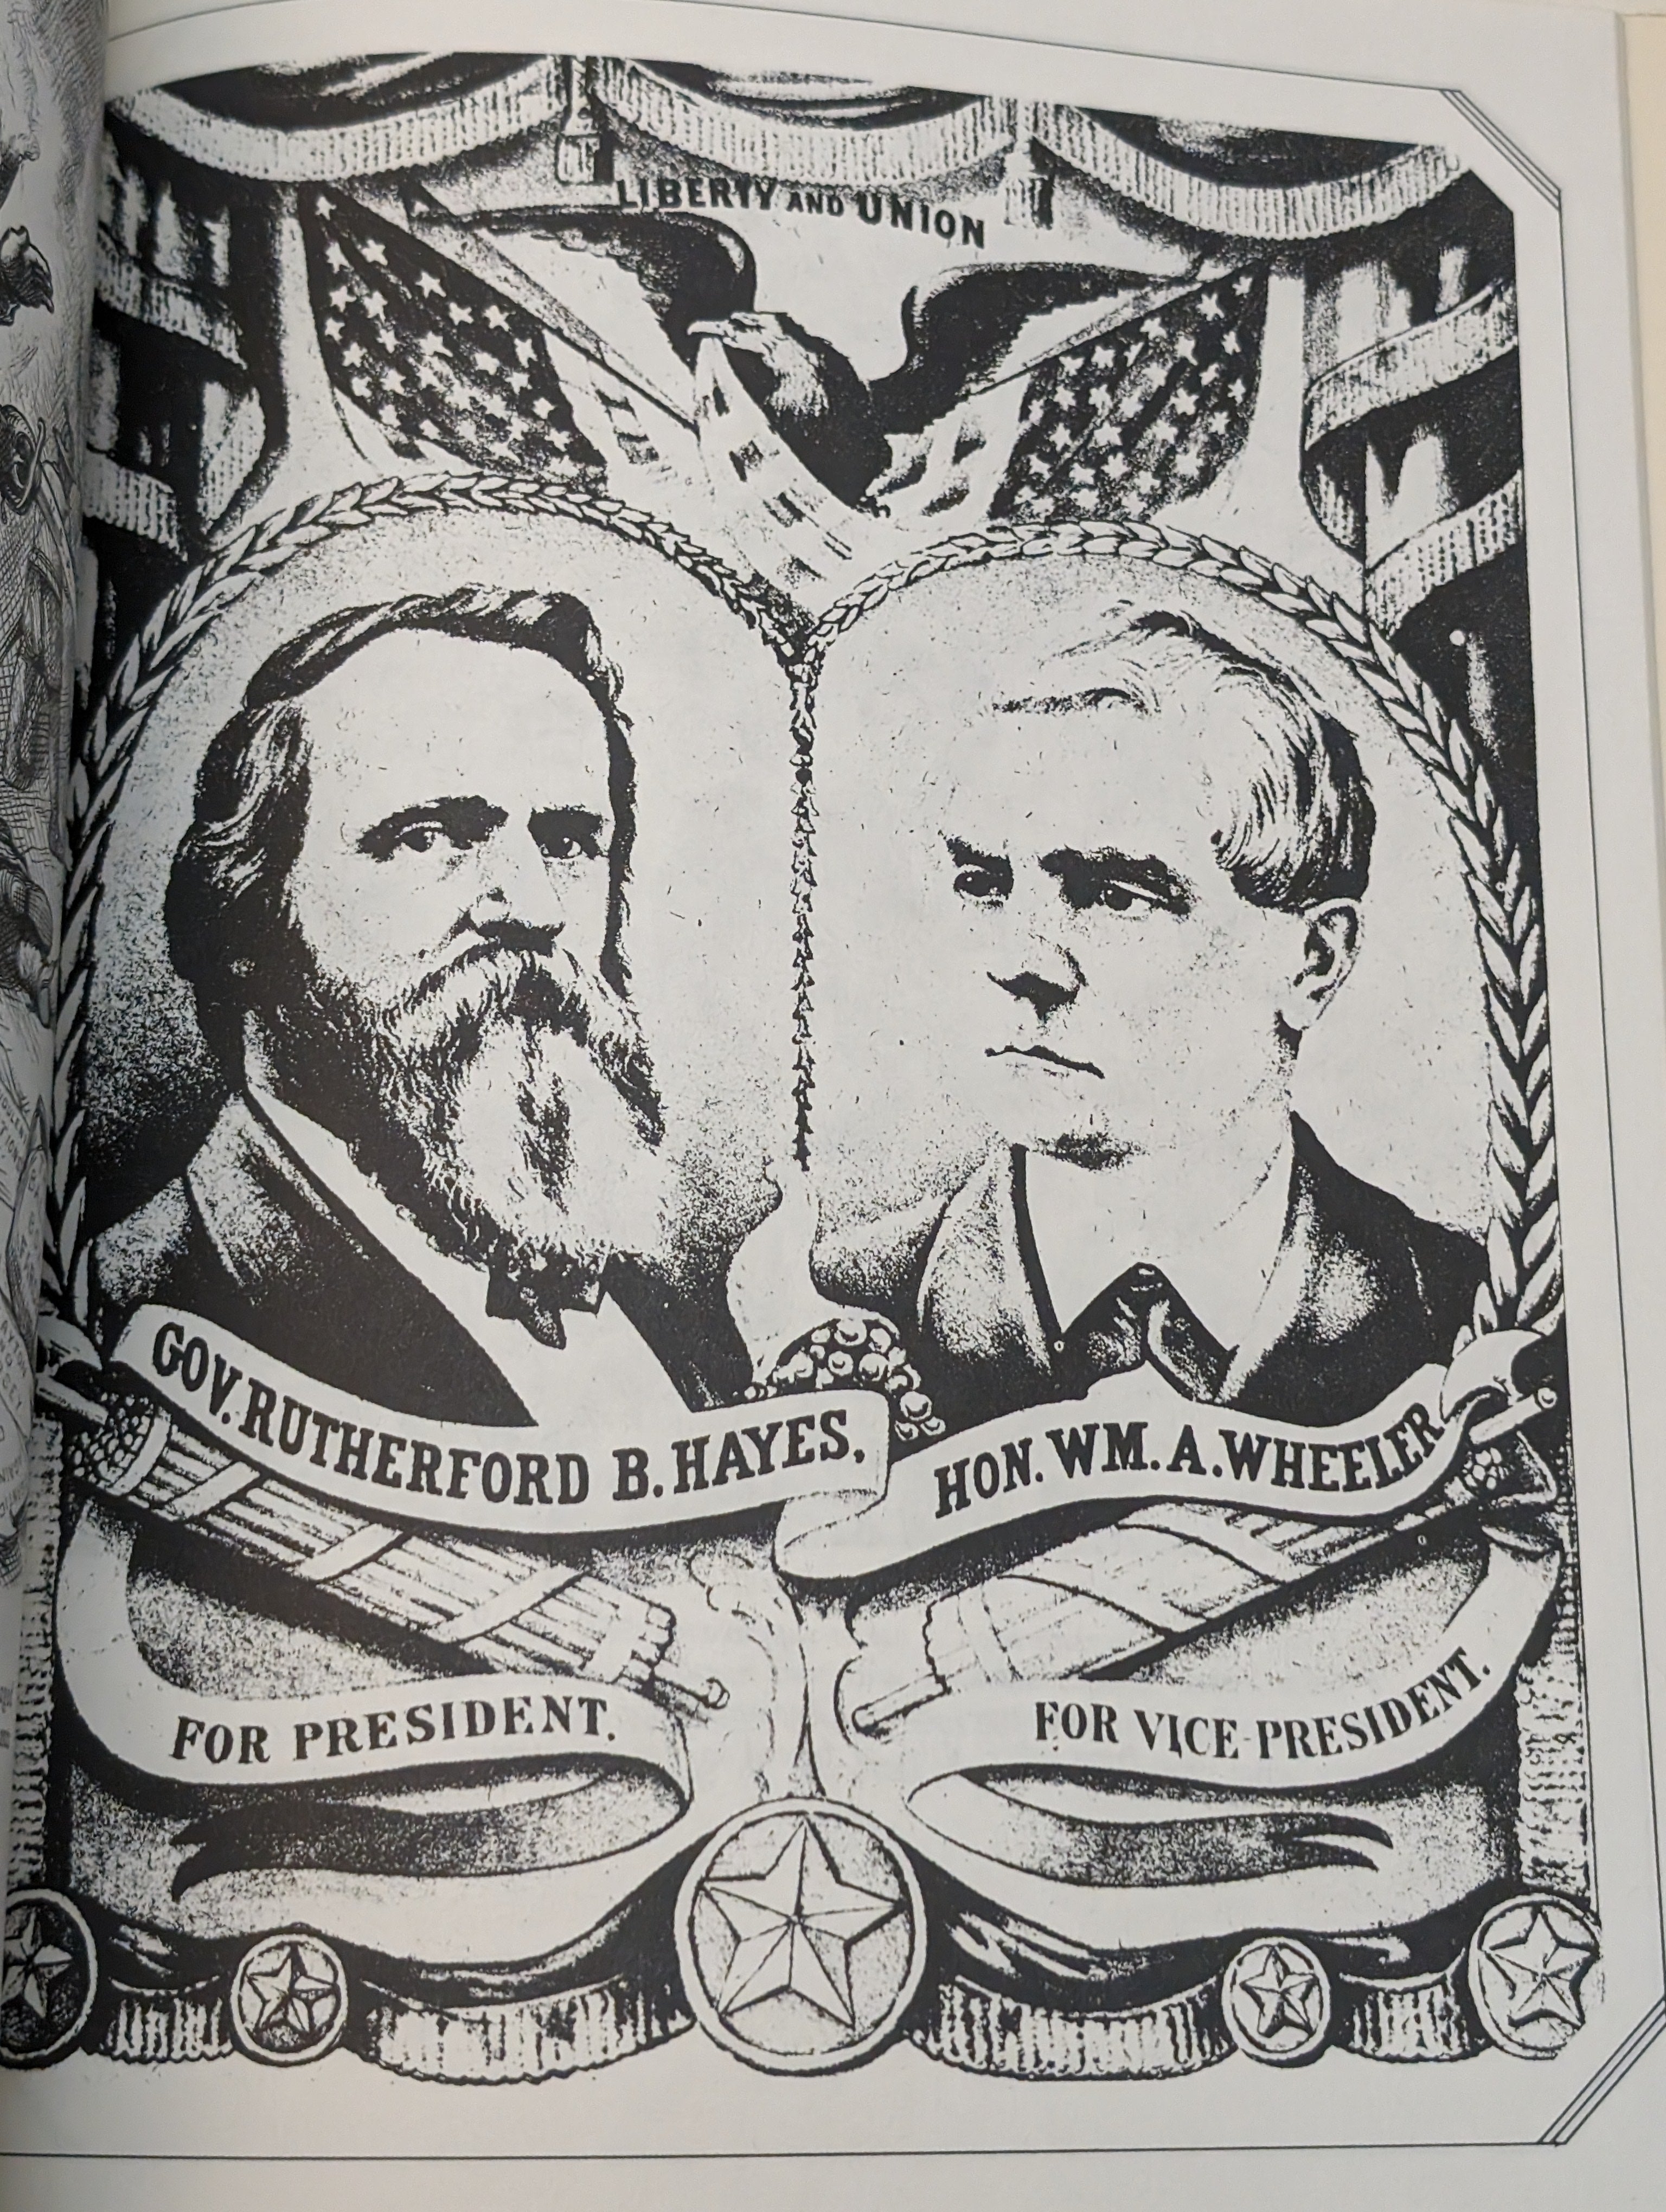 LIBERTY AND UNION
GOV. RUTHERFORD B. HAYES,
HON. WM. A. WHEELER
FOR PRESIDENT.
FOR VICE-PRESIDENT.